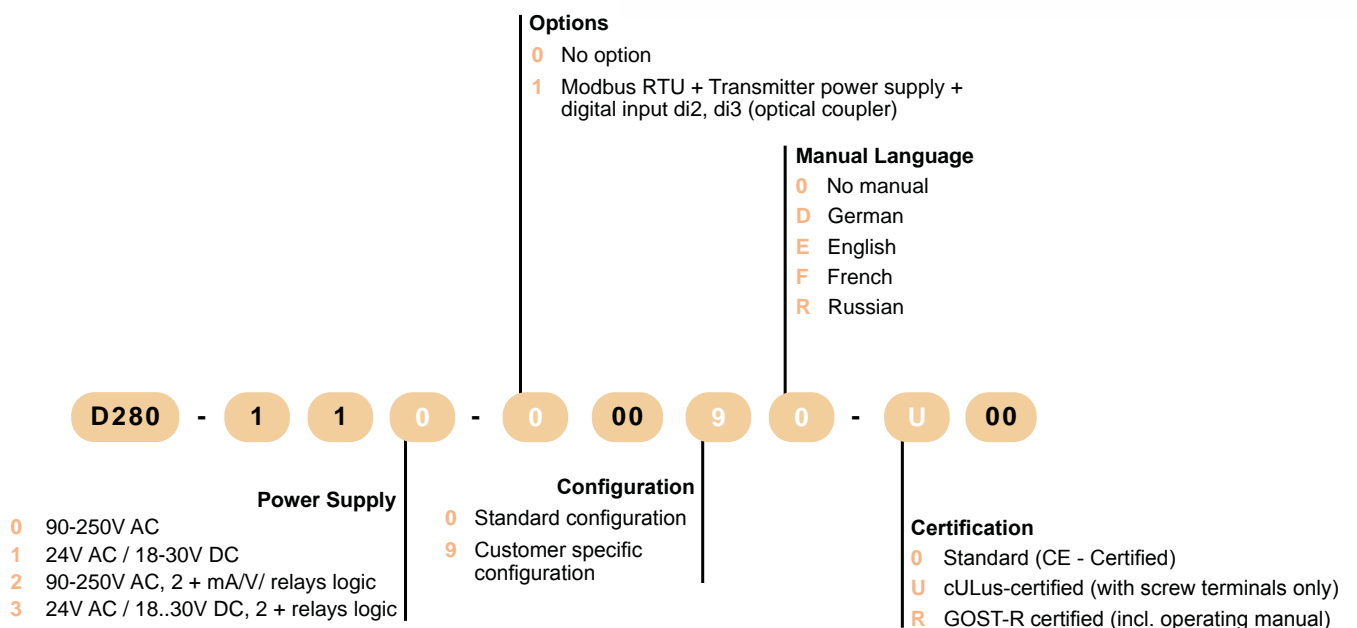 Options
0 No option
1 Modbus RTU + Transmitter power supply +
digital input di2, di3 (optical coupler)
Manual Language
0 No manual
D German
E English
F French
R Russian
D280 - 1 1 0 - 0 00 9 0 - U 00
Power Supply
0 90-250V AC
1 24V AC / 18-30V DC
2 90-250V AC, 2 + mA/V/ relays logic
3 24V AC / 18..30V DC, 2 + relays logic
Configuration
0 Standard configuration
9 Customer specific
configuration
Certification
0 Standard (CE - Certified)
U cULus-certified (with screw terminals only)
R GOST-R certified (incl. operating manual)